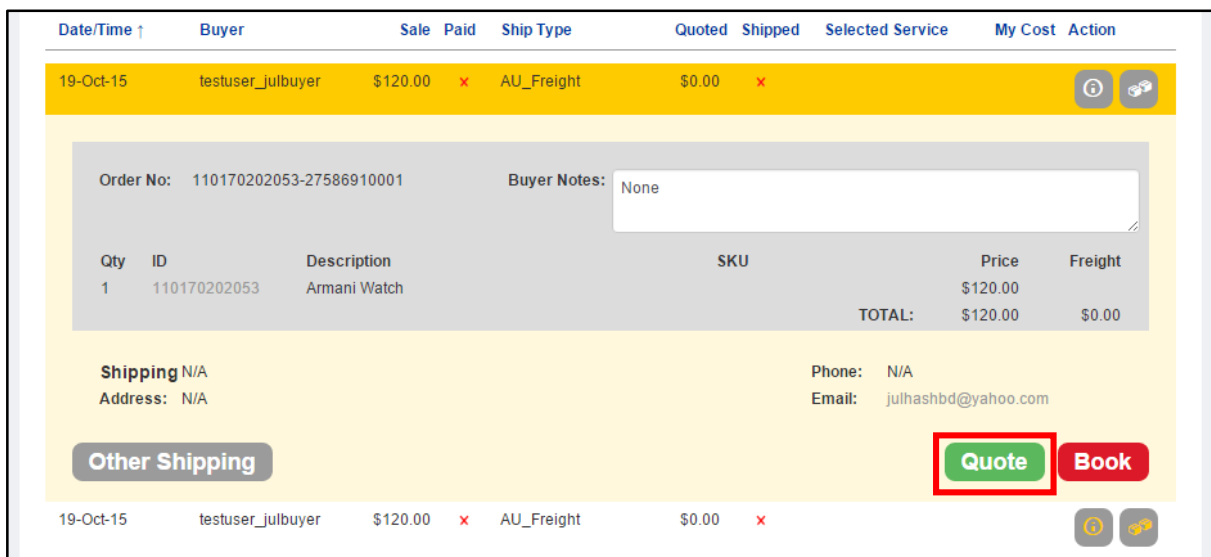 Date/Time ↑ Buyer Sale Paid Ship Type Quoted Shipped Selected Service My Cost Action
19-Oct-15 testuser_julbuyer $120.00 x AU_Freight $0.00 x
Order No: 110170202053-27586910001 Buyer Notes: None
Qty ID Description SKU Price Freight
1 110170202053 Armani Watch $120.00
TOTAL: $120.00 $0.00
Shipping N/A Phone: N/A
Address: N/A Email: julhashbd@yahoo.com
Other Shipping Quote Book
19-Oct-15 testuser_julbuyer $120.00 x AU_Freight $0.00 x